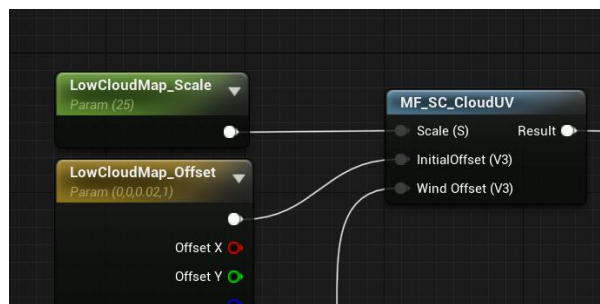 LowCloudMap_Scale
Param (25)
LowCloudMap_Offset
Param (0,0,0.02,1)
Offset X
Offset Y
MF_SC_CloudUV
Scale (S) Result
InitialOffset (V3)
Wind Offset (V3)